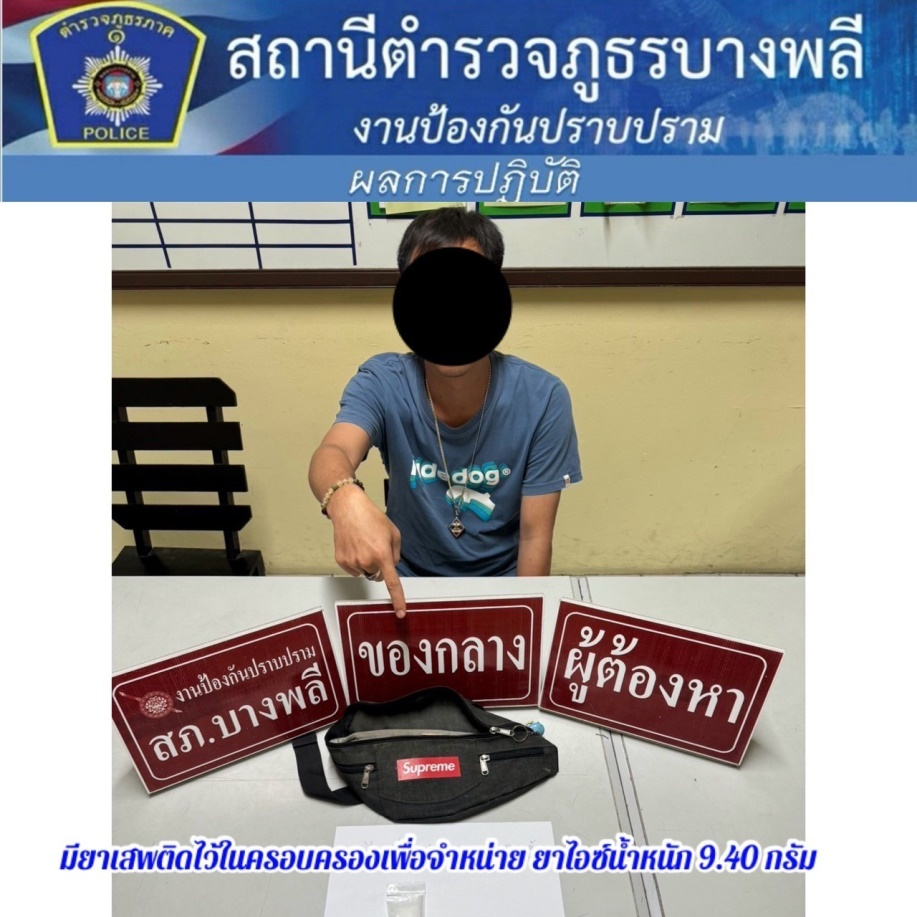 ตำรวจภูธรภาค
๑
POLICE
สถานีตำรวจภูธรบางพลี
งานป้องกันปราบปราม
ผลการปฏิบัติ
idedog®
งานป้องกันปราบปราม
สภ.บางพลี
ของกลาง
ผู้ต้องหา
Supreme
มียาเสพติดไว้ในครอบครองเพื่อจำหน่าย ยาไอซ์น้ำหนัก 9.40 กรัม